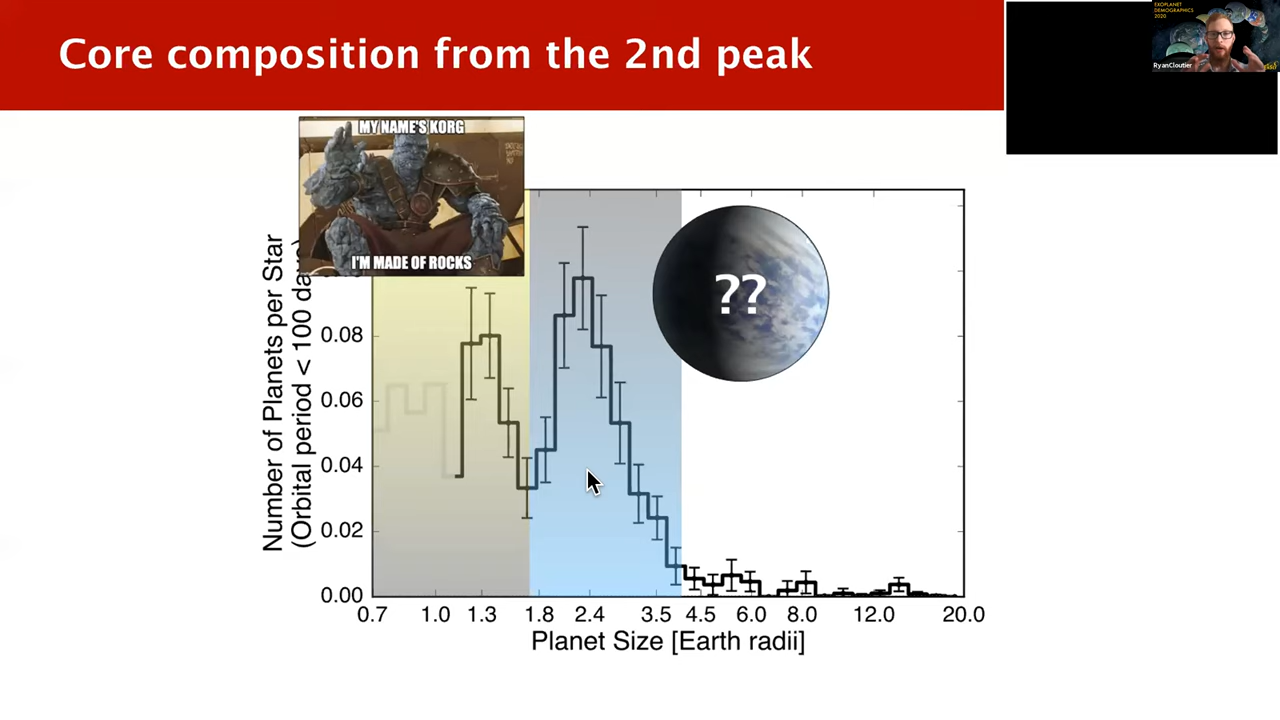 Core composition from the 2nd peak
EXOPLANET
DEMOGRAPHICS
2020
RyanCloutier
MY NAME'S KORG
I'M MADE OF ROCKS
??
Number of Planets per Star
(Orbital period < 100 da
0.08
0.06
0.04
0.02
0.00
0.7 1.0 1.3 1.8 2.4 3.5 4.5 6.0 8.0 12.0 20.0
Planet Size [Earth radii]